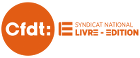 Cfdt:
SYNDICAT NATIONAL
LIVRE - EDITION